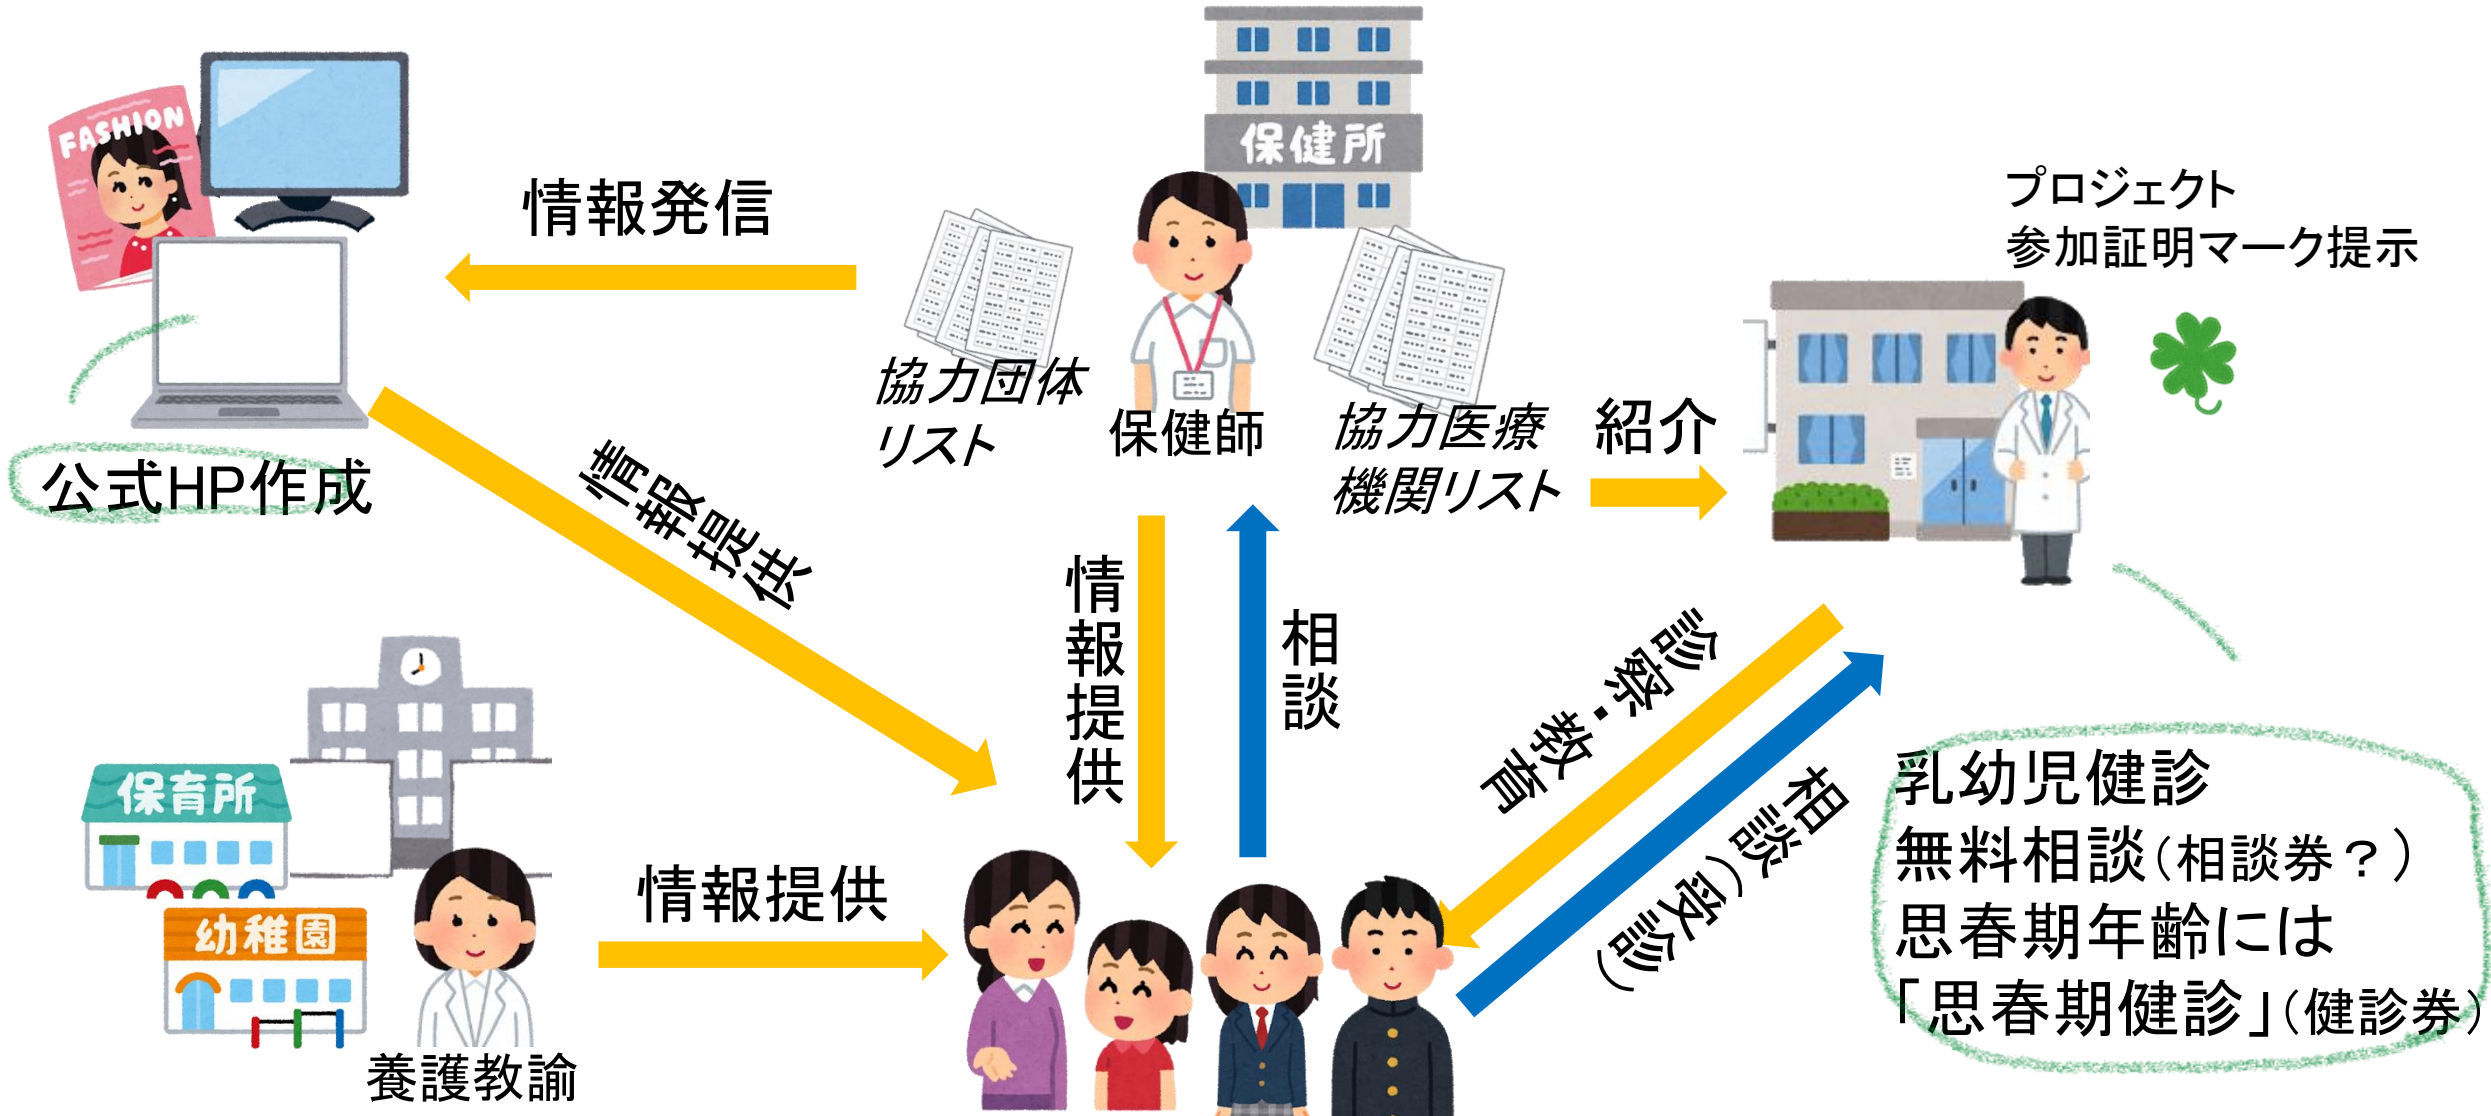 FASHION
情報発信
保健所
プロジェクト
参加証明マーク提示
協力団体
リスト
保健師
協力医療
機関リスト
紹介
公式HP作成
情報提供
情報提供
相談
診察・教育
相談(受診)
保育所
幼稚園
養護教諭
情報提供
乳幼児健診
無料相談(相談券?)
思春期年齢には
「思春期健診」(健診券)